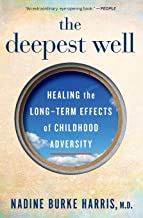 "An extraordinary, eye-opening book." —PEOPLE
the
deepest well
HEALING the
LONG-TERM EFFECTS
of CHILDHOOD
ADVERSITY
NADINE BURKE HARRIS, M.D.